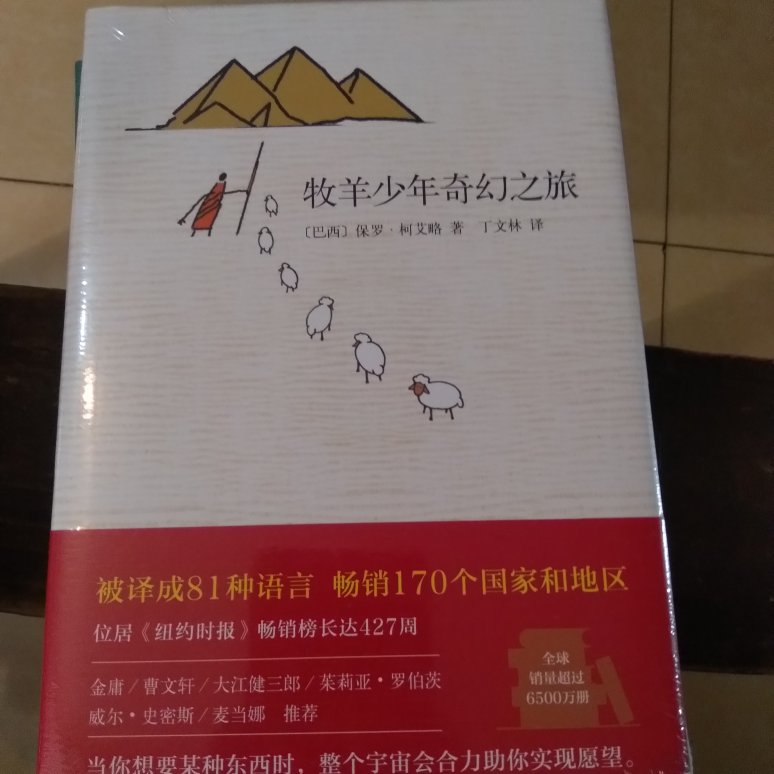 牧羊少年奇幻之旅
〔巴西〕保罗·柯艾略 著 丁文林 译
被译成81种语言 畅销170个国家和地区
位居《纽约时报》畅销榜长达427周
金庸/曹文轩/大江健三郎/茱莉亚·罗伯茨
威尔·史密斯/麦当娜 推荐
全球
销量超过
6500万册
当你想要某种东西时，整个宇宙会合力助你实现愿望。